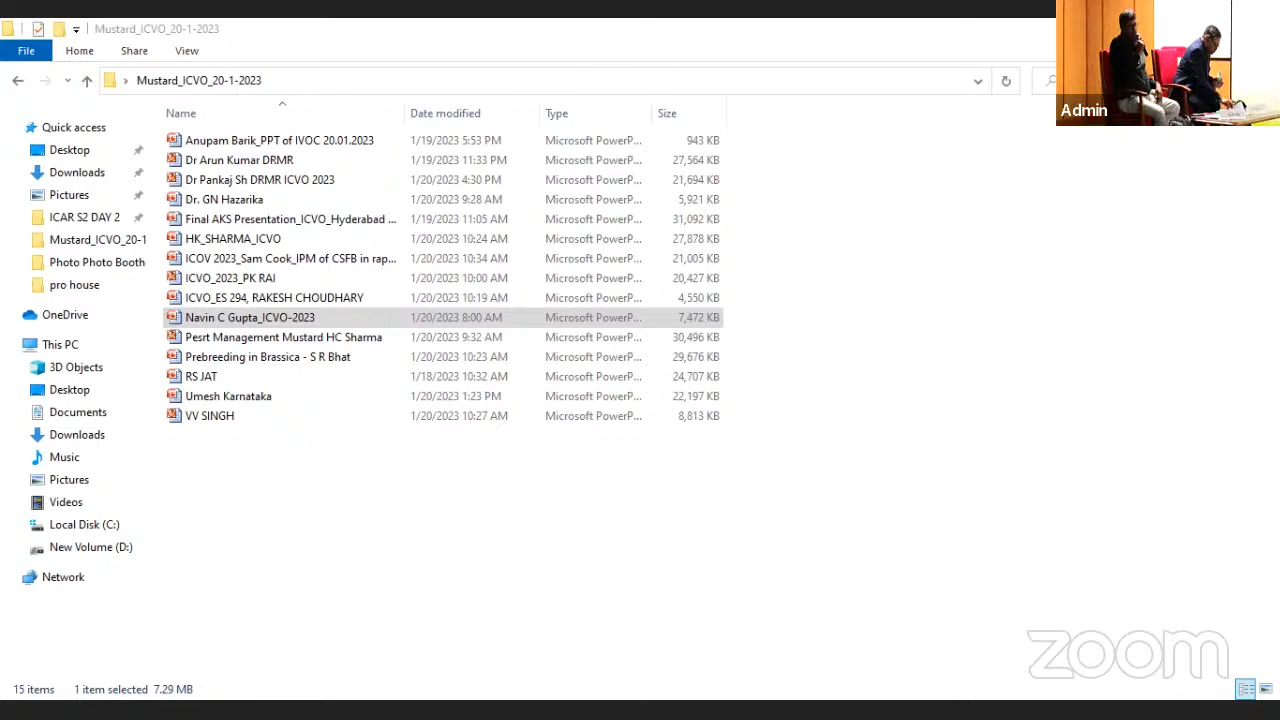 Mustard_ICVO_20-1-2023
File Home Share View
Mustard_ICVO_20-1-2023
Admin
Quick access
Desktop
Downloads
Pictures
ICAR S2 DAY 2
Mustard_ICVO_20-1
Photo Photo Booth
pro house
OneDrive
This PC
3D Objects
Desktop
Documents
Downloads
Music
Pictures
Videos
Local Disk (C:)
New Volume (D:)
Network
Name Date modified Type Size
Anupam Barik_PPT of IVOC 20.01.2023 1/19/2023 5:53 PM Microsoft PowerP... 943 KB
Dr Arun Kumar DRMR 1/19/2023 11:33 PM Microsoft PowerP... 27,564 KB
Dr Pankaj Sh DRMR ICVO 2023 1/20/2023 4:30 PM Microsoft PowerP... 21,694 KB
Dr. GN Hazarika 1/20/2023 9:28 AM Microsoft PowerP... 5,921 KB
Final AKS Presentation_ICVO_Hyderabad ... 1/19/2023 11:05 AM Microsoft PowerP... 31,092 KB
HK_SHARMA_ICVO 1/20/2023 10:24 AM Microsoft PowerP... 27,878 KB
ICOV 2023_Sam Cook_IPM of CSFB in rap... 1/20/2023 10:34 AM Microsoft PowerP... 21,005 KB
ICVO_2023_PK RAI 1/20/2023 10:00 AM Microsoft PowerP... 20,427 KB
ICVO_ES 294, RAKESH CHOUDHARY 1/20/2023 10:19 AM Microsoft PowerP... 4,550 KB
Navin C Gupta_ICVO-2023 1/20/2023 8:00 AM Microsoft PowerP... 7,472 KB
Pesrt Management Mustard HC Sharma 1/20/2023 9:32 AM Microsoft PowerP... 30,496 KB
Prebreeding in Brassica - S R Bhat 1/20/2023 10:23 AM Microsoft PowerP... 29,676 KB
RS JAT 1/18/2023 10:32 AM Microsoft PowerP... 24,707 KB
Umesh Karnataka 1/20/2023 1:23 PM Microsoft PowerP... 22,197 KB
VV SINGH 1/20/2023 10:27 AM Microsoft PowerP... 8,813 KB
zoom
15 items 1 item selected 7.29 MB